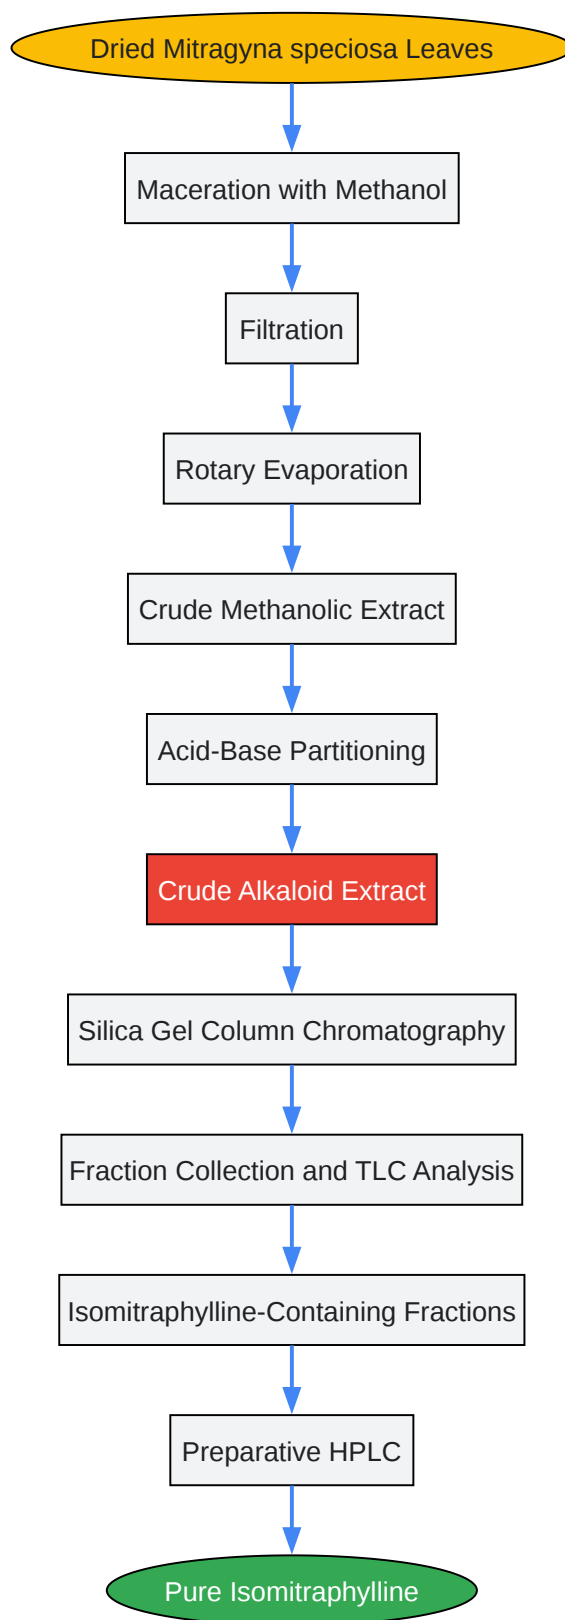 Dried Mitragyna speciosa Leaves
Maceration with Methanol
Filtration
Rotary Evaporation
Crude Methanolic Extract
Acid-Base Partitioning
Crude Alkaloid Extract
Silica Gel Column Chromatography
Fraction Collection and TLC Analysis
Isomitraphylline-Containing Fractions
Preparative HPLC
Pure Isomitraphylline